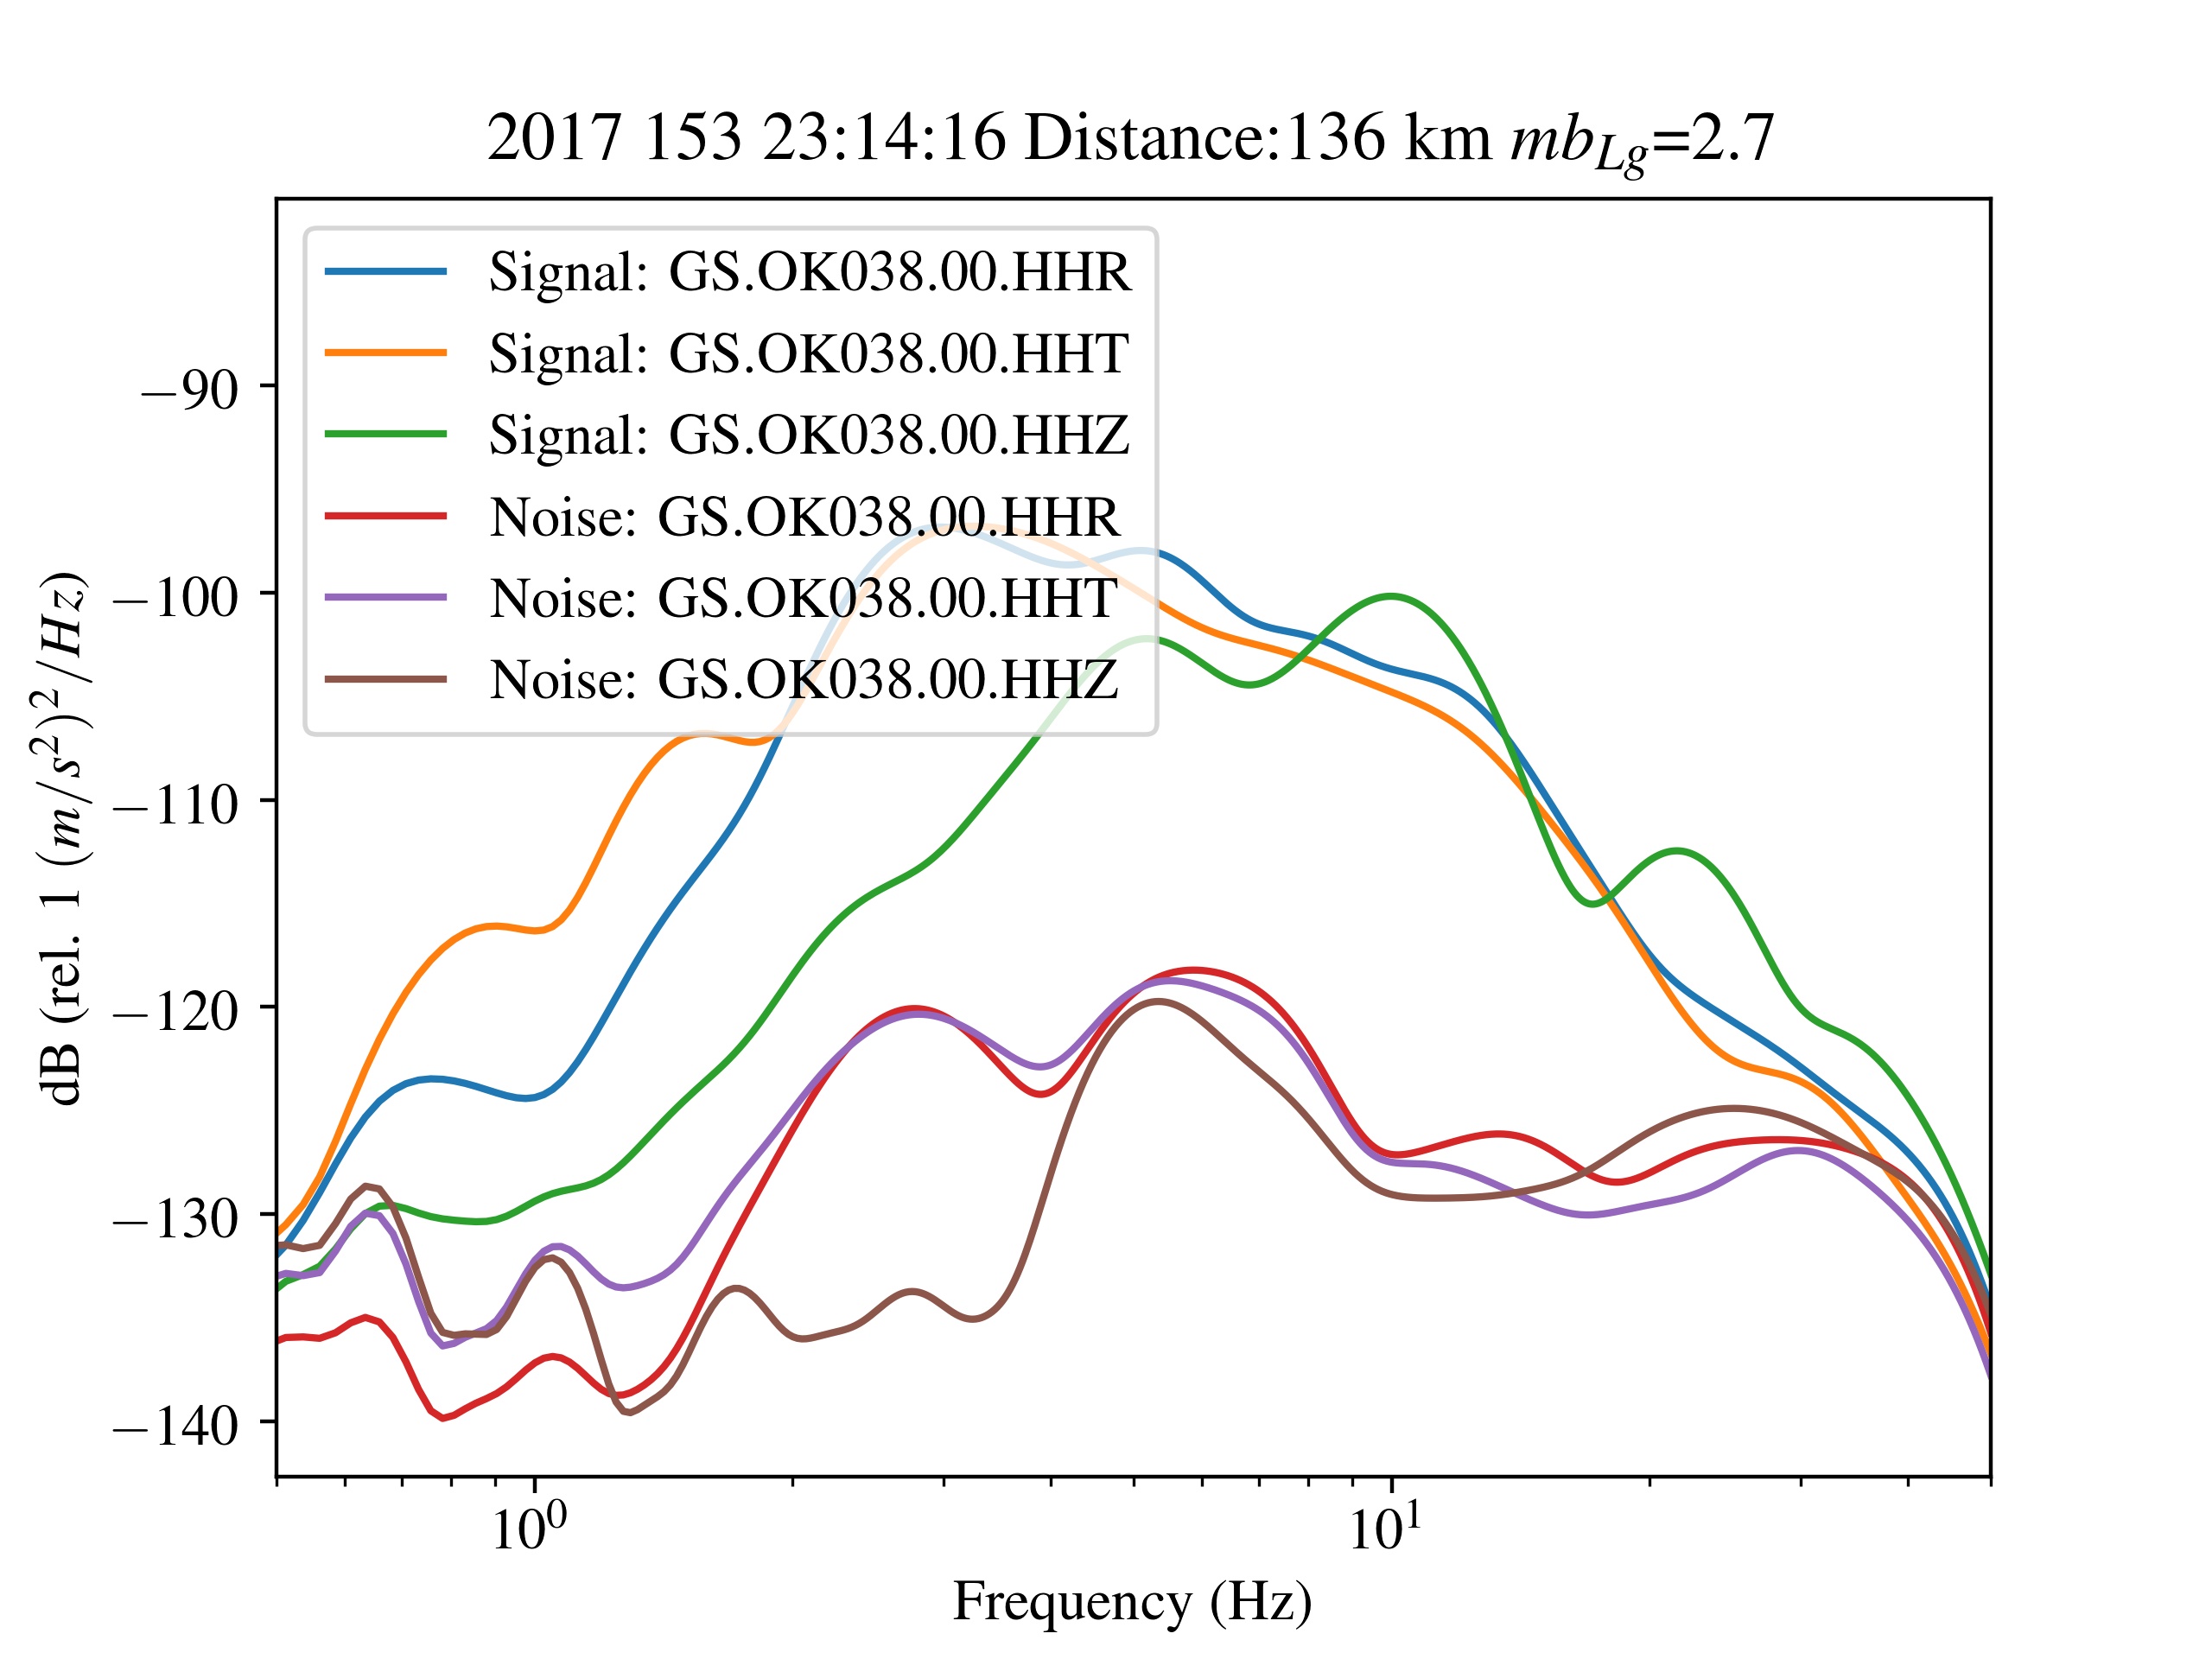 2017 153 23:14:16 Distance:136 km mb_{Lg}=2.7
Signal: GS.OK038.00.HHR
Signal: GS.OK038.00.HHT
Signal: GS.OK038.00.HHZ
Noise: GS.OK038.00.HHR
Noise: GS.OK038.00.HHT
Noise: GS.OK038.00.HHZ
dB (rel. 1 (m/s²)²/Hz)
−90
−100
−110
−120
−130
−140
10⁰
10¹
Frequency (Hz)